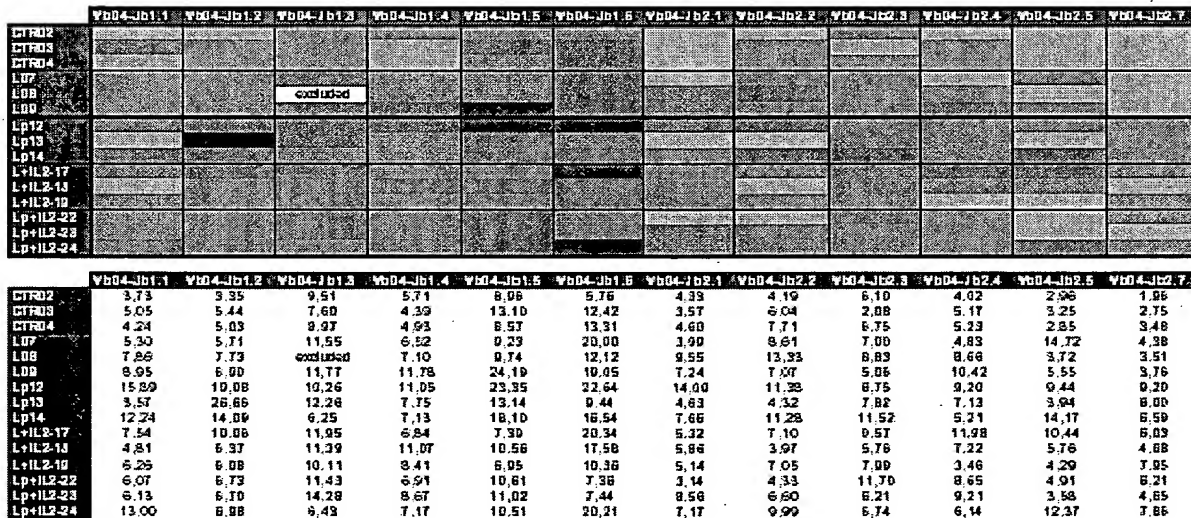 Vb04-Jb1.1 Vb04-Jb1.2 Vb04-Jb1.3 Vb04-Jb1.4 Vb04-Jb1.5 Vb04-Jb1.6 Vb04-Jb2.1 Vb04-Jb2.2 Vb04-Jb2.3 Vb04-Jb2.4 Vb04-Jb2.5 Vb04-Jb2.7
CTR02
CTR03
CTR04
L07
L08 excluded
L09
Lp12
Lp13
Lp14
L+IL2-17
L+IL2-18
L+IL2-19
Lp+IL2-22
Lp+IL2-23
Lp+IL2-24
Vb04-Jb1.1 Vb04-Jb1.2 Vb04-Jb1.3 Vb04-Jb1.4 Vb04-Jb1.5 Vb04-Jb1.6 Vb04-Jb2.1 Vb04-Jb2.2 Vb04-Jb2.3 Vb04-Jb2.4 Vb04-Jb2.5 Vb04-Jb2.7
CTR02 3,73 3,35 9,51 5,71 8,96 5,76 4,33 4,19 6,10 4,02 2,96 1,96
CTR03 5,05 5,44 7,60 4,39 13,10 12,42 3,57 6,04 2,08 5,17 3,25 2,75
CTR04 4,24 5,03 9,97 4,93 8,57 13,31 4,60 7,71 6,75 5,23 2,85 3,48
L07 5,30 5,71 11,55 6,52 9,23 20,00 3,99 8,61 7,00 4,83 14,72 4,38
L08 7,86 7,73 excluded 7,10 9,74 12,12 9,55 13,33 8,83 8,66 3,72 3,51
L09 8,95 6,90 11,77 11,78 24,19 19,05 7,24 7,07 5,06 10,42 5,55 3,76
Lp12 15,89 10,08 10,26 11,05 23,35 22,64 14,09 11,38 6,75 9,20 9,44 9,20
Lp13 3,57 26,66 12,26 7,75 13,14 9,44 4,63 4,32 7,82 7,13 3,94 6,00
Lp14 12,24 14,09 6,25 7,13 18,10 16,54 7,66 11,28 11,52 5,21 14,17 6,59
L+IL2-17 7,54 10,06 11,95 6,84 7,39 20,34 5,32 7,10 9,57 11,98 10,44 6,03
L+IL2-18 4,81 6,37 11,39 11,07 10,56 17,58 5,86 3,97 5,76 7,22 5,76 4,68
L+IL2-19 6,26 6,08 10,11 8,41 6,95 10,36 5,14 7,05 7,99 3,46 4,29 7,95
Lp+IL2-22 6,07 6,73 11,43 6,91 10,61 7,36 3,14 4,33 11,70 8,65 4,91 6,21
Lp+IL2-23 6,13 6,70 14,28 8,67 11,02 7,44 8,56 6,60 6,21 9,21 3,58 4,65
Lp+IL2-24 13,00 6,98 6,43 7,17 10,51 20,21 7,17 9,99 6,74 6,14 12,37 7,86